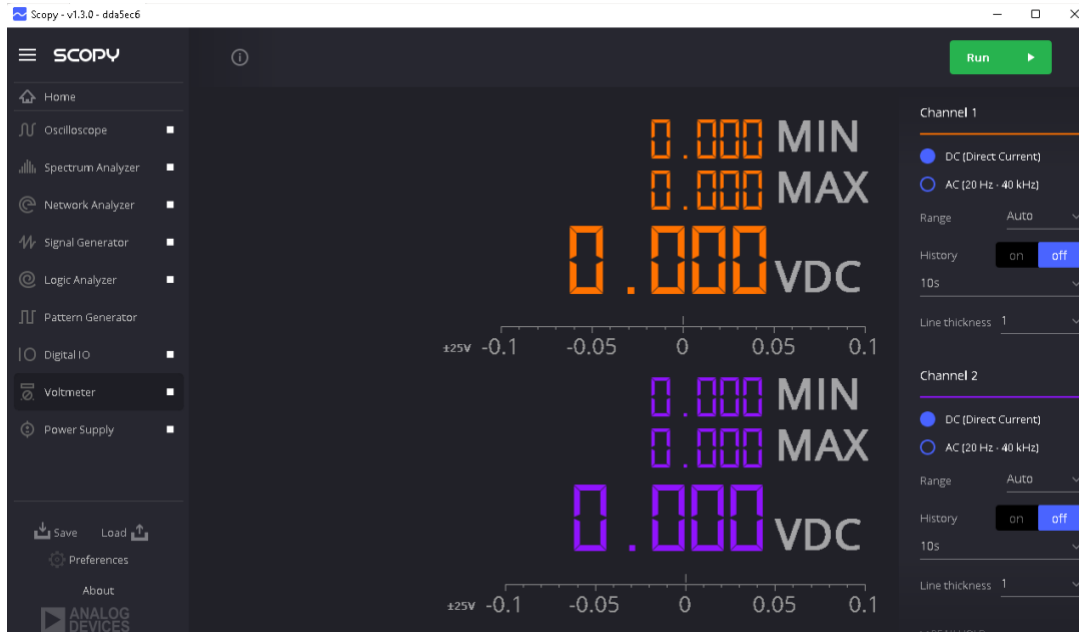 Scopy - v1.3.0 - dda5ec6
SCOPY
Run
Home
Oscilloscope
Spectrum Analyzer
Network Analyzer
Signal Generator
Logic Analyzer
Pattern Generator
Digital IO
Voltmeter
Power Supply
Save Load
Preferences
About
ANALOG
DEVICES
0.000 MIN
0.000 MAX
0.000 VDC
±25V -0.1 -0.05 0 0.05 0.1
0.000 MIN
0.000 MAX
0.000 VDC
±25V -0.1 -0.05 0 0.05 0.1
Channel 1
DC (Direct Current)
AC (20 Hz - 40 kHz)
Range Auto
History on off
10s
Line thickness 1
Channel 2
DC (Direct Current)
AC (20 Hz - 40 kHz)
Range Auto
History on off
10s
Line thickness 1